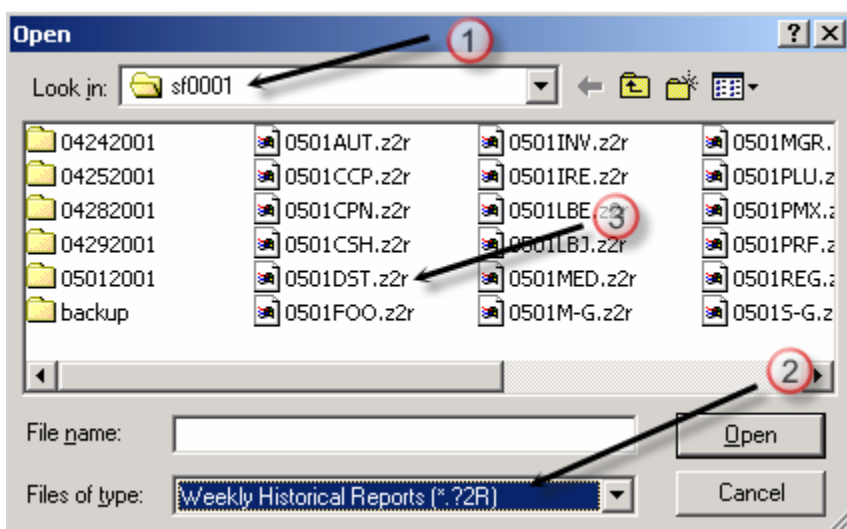 Open
1
Look in: sf0001
04242001 0501AUT.z2r 0501INV.z2r 0501MGR.
04252001 0501CCP.z2r 0501IRE.z2r 0501PLU.z
04282001 0501CPN.z2r 0501LBE.z2r 0501PMX.z
3
04292001 0501CSH.z2r 0501LBJ.z2r 0501PRF.z
05012001 0501DST.z2r 0501MED.z2r 0501REG.z
backup 0501FOO.z2r 0501M-G.z2r 0501S-G.z
2
File name: Open
Files of type: Weekly Historical Reports (*.?2R) Cancel